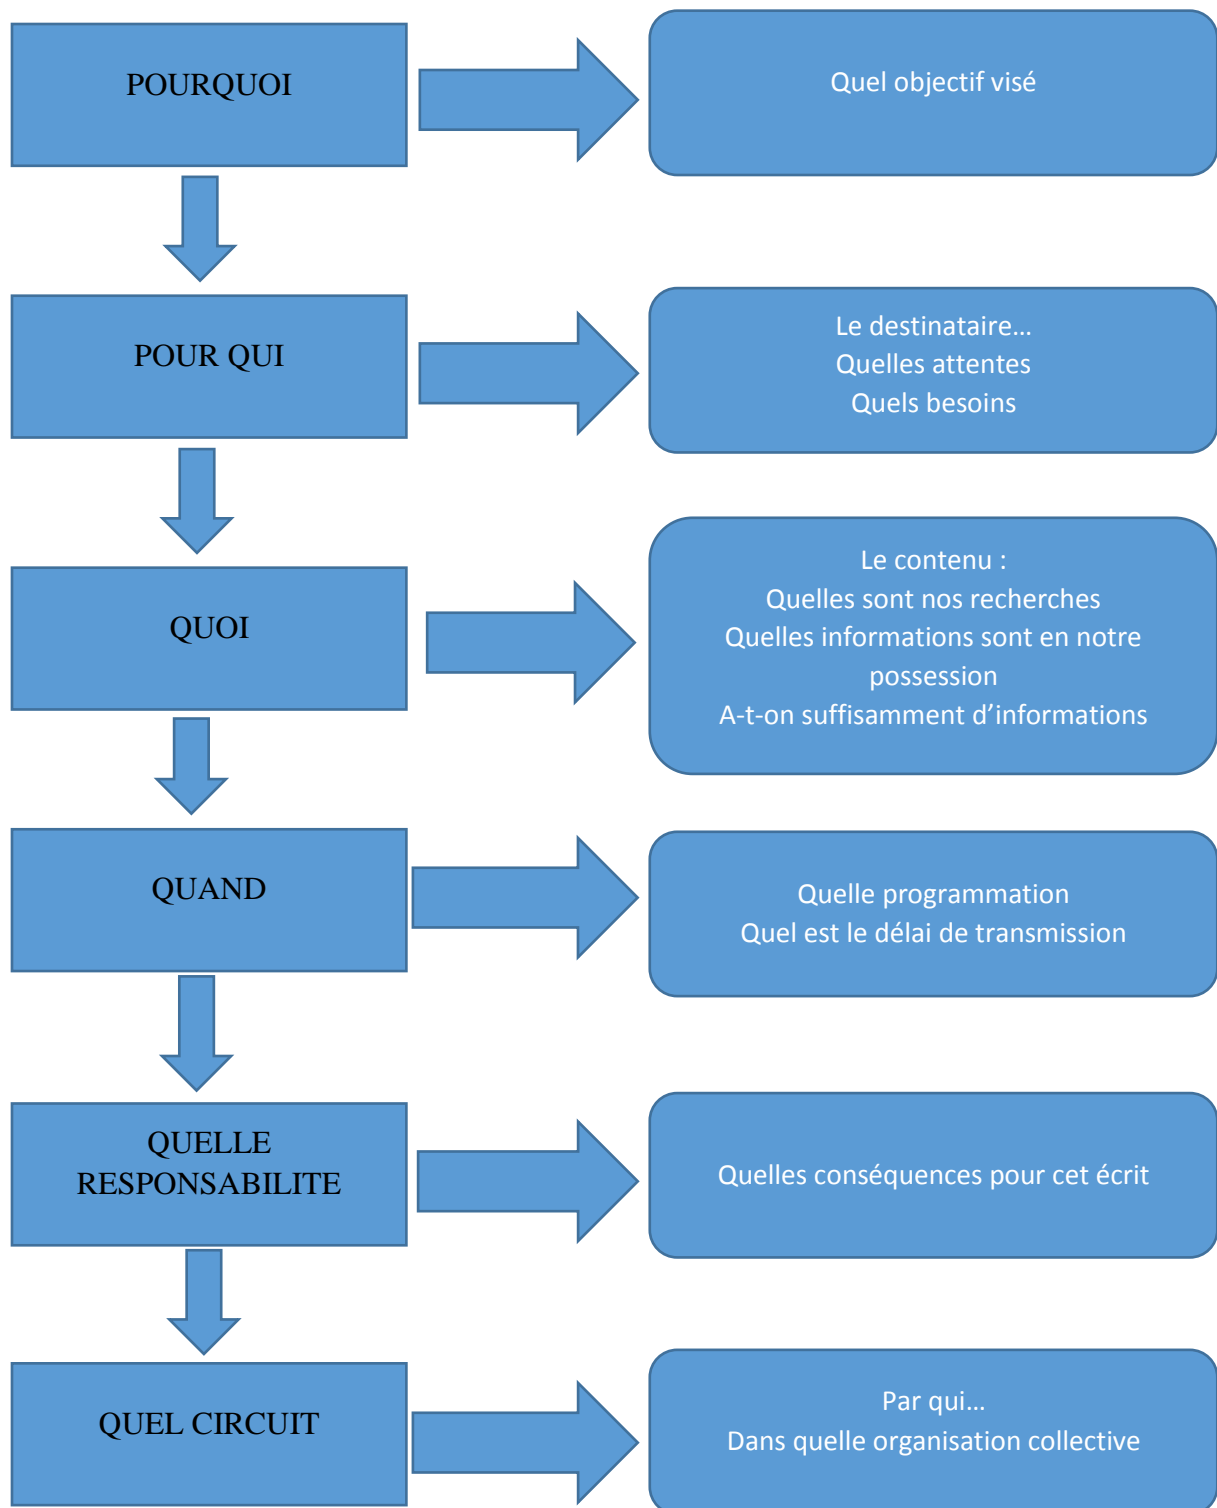 POURQUOI
Quel objectif visé
POUR QUI
Le destinataire…
Quelles attentes
Quels besoins
QUOI
Le contenu :
Quelles sont nos recherches
Quelles informations sont en notre
possession
A-t-on suffisamment d’informations
QUAND
Quelle programmation
Quel est le délai de transmission
QUELLE
RESPONSABILITE
Quelles conséquences pour cet écrit
QUEL CIRCUIT
Par qui…
Dans quelle organisation collective